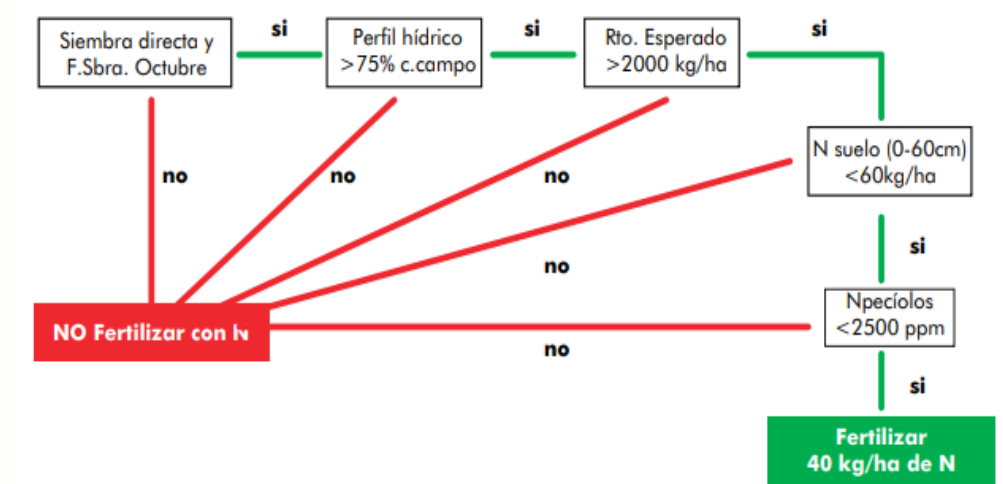 Siembra directa y
F.Sbra. Octubre
si
Perfil hídrico
>75% c.campo
si
Rto. Esperado
>2000 kg/ha
si
no
no
no
N suelo (0-60cm)
<60kg/ha
no
si
NO Fertilizar con N
no
Npecíolos
<2500 ppm
si
Fertilizar
40 kg/ha de N